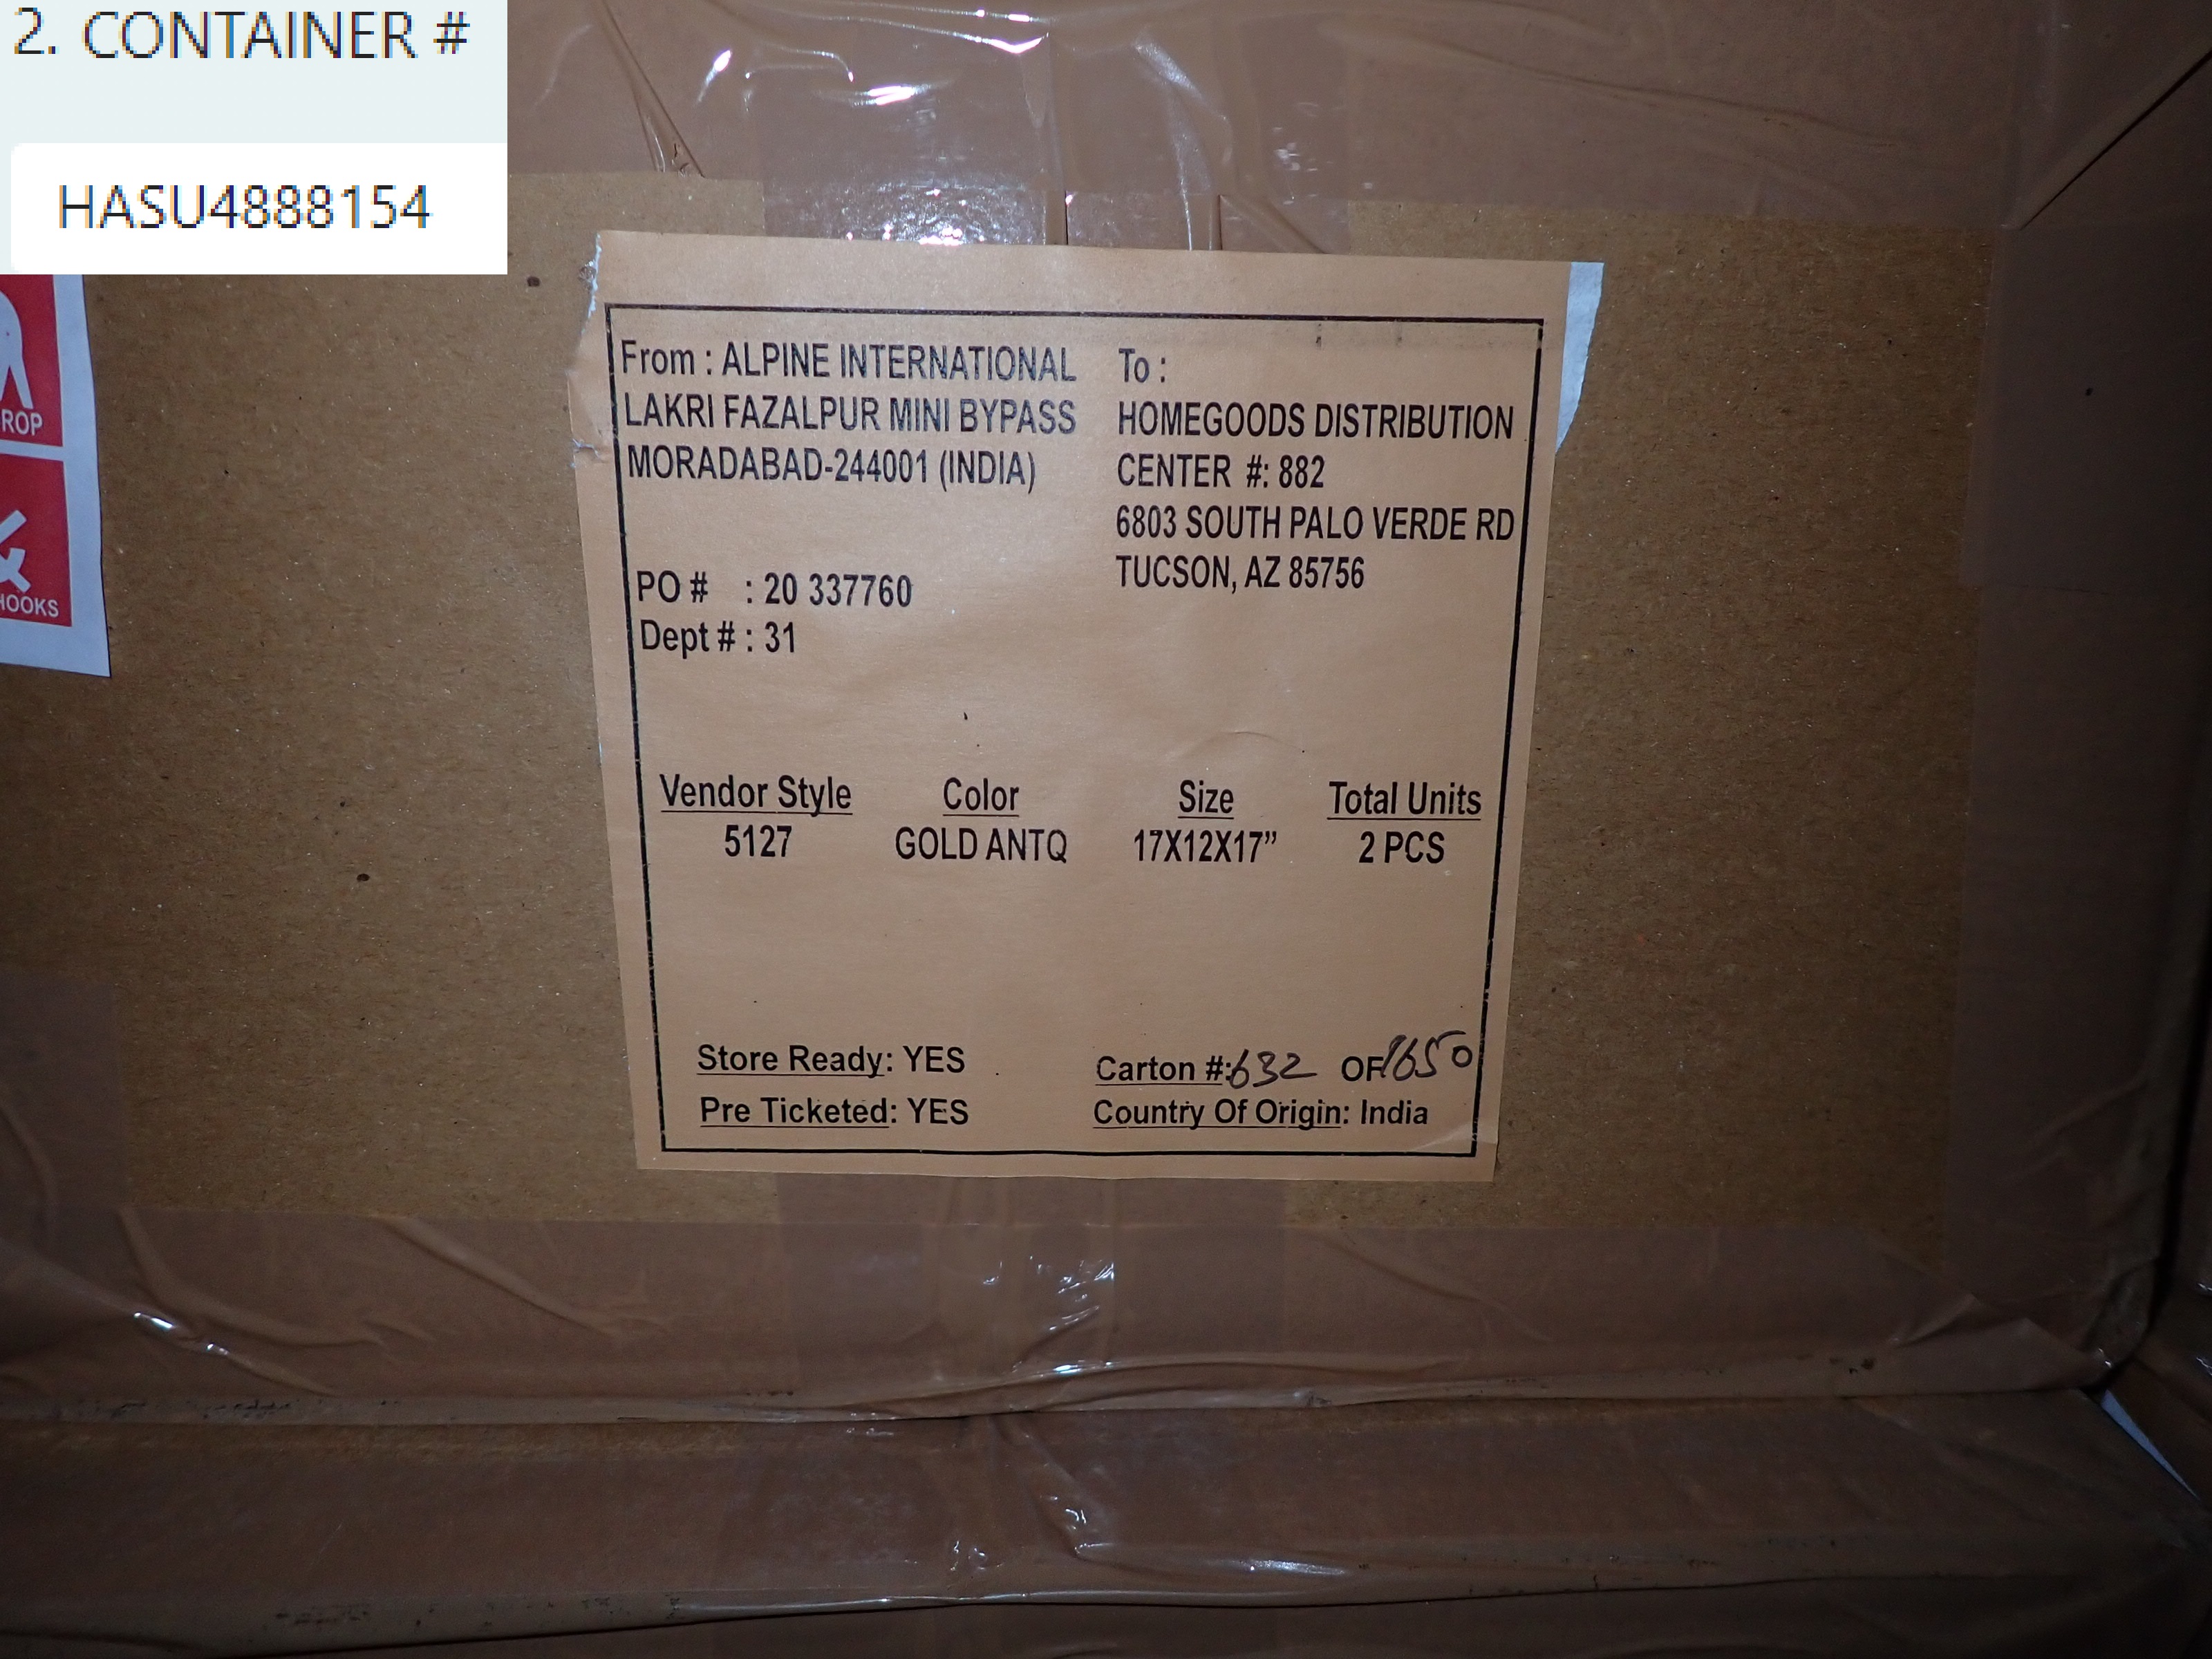 2. CONTAINER #
HASU4888154
ROP
HOOKS
From : ALPINE INTERNATIONAL
LAKRI FAZALPUR MINI BYPASS
MORADABAD-244001 (INDIA)
To :
HOMEGOODS DISTRIBUTION
CENTER #: 882
6803 SOUTH PALO VERDE RD
TUCSON, AZ 85756
PO # : 20 337760
Dept # : 31
Vendor Style Color Size Total Units
5127 GOLD ANTQ 17X12X17” 2 PCS
Store Ready: YES
Pre Ticketed: YES
Carton #: 632 OF 1650
Country Of Origin: India